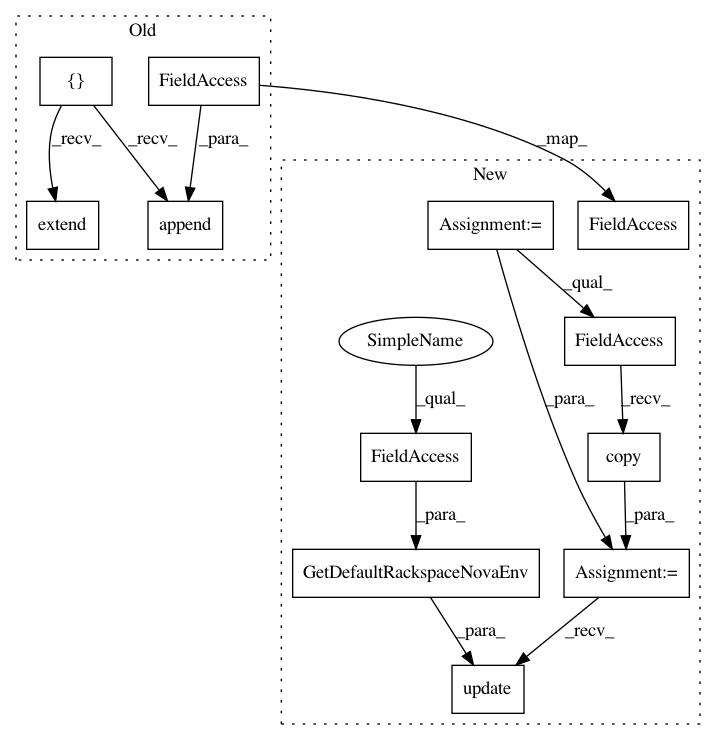 Old
{}
FieldAccess
_recv_
_recv_
_para_
_map_
extend
append
New
Assignment:=
FieldAccess
_qual_
SimpleName
FieldAccess
_qual_
_para_
_recv_
FieldAccess
copy
_para_
_para_
GetDefaultRackspaceNovaEnv
Assignment:=
_para_
_recv_
update